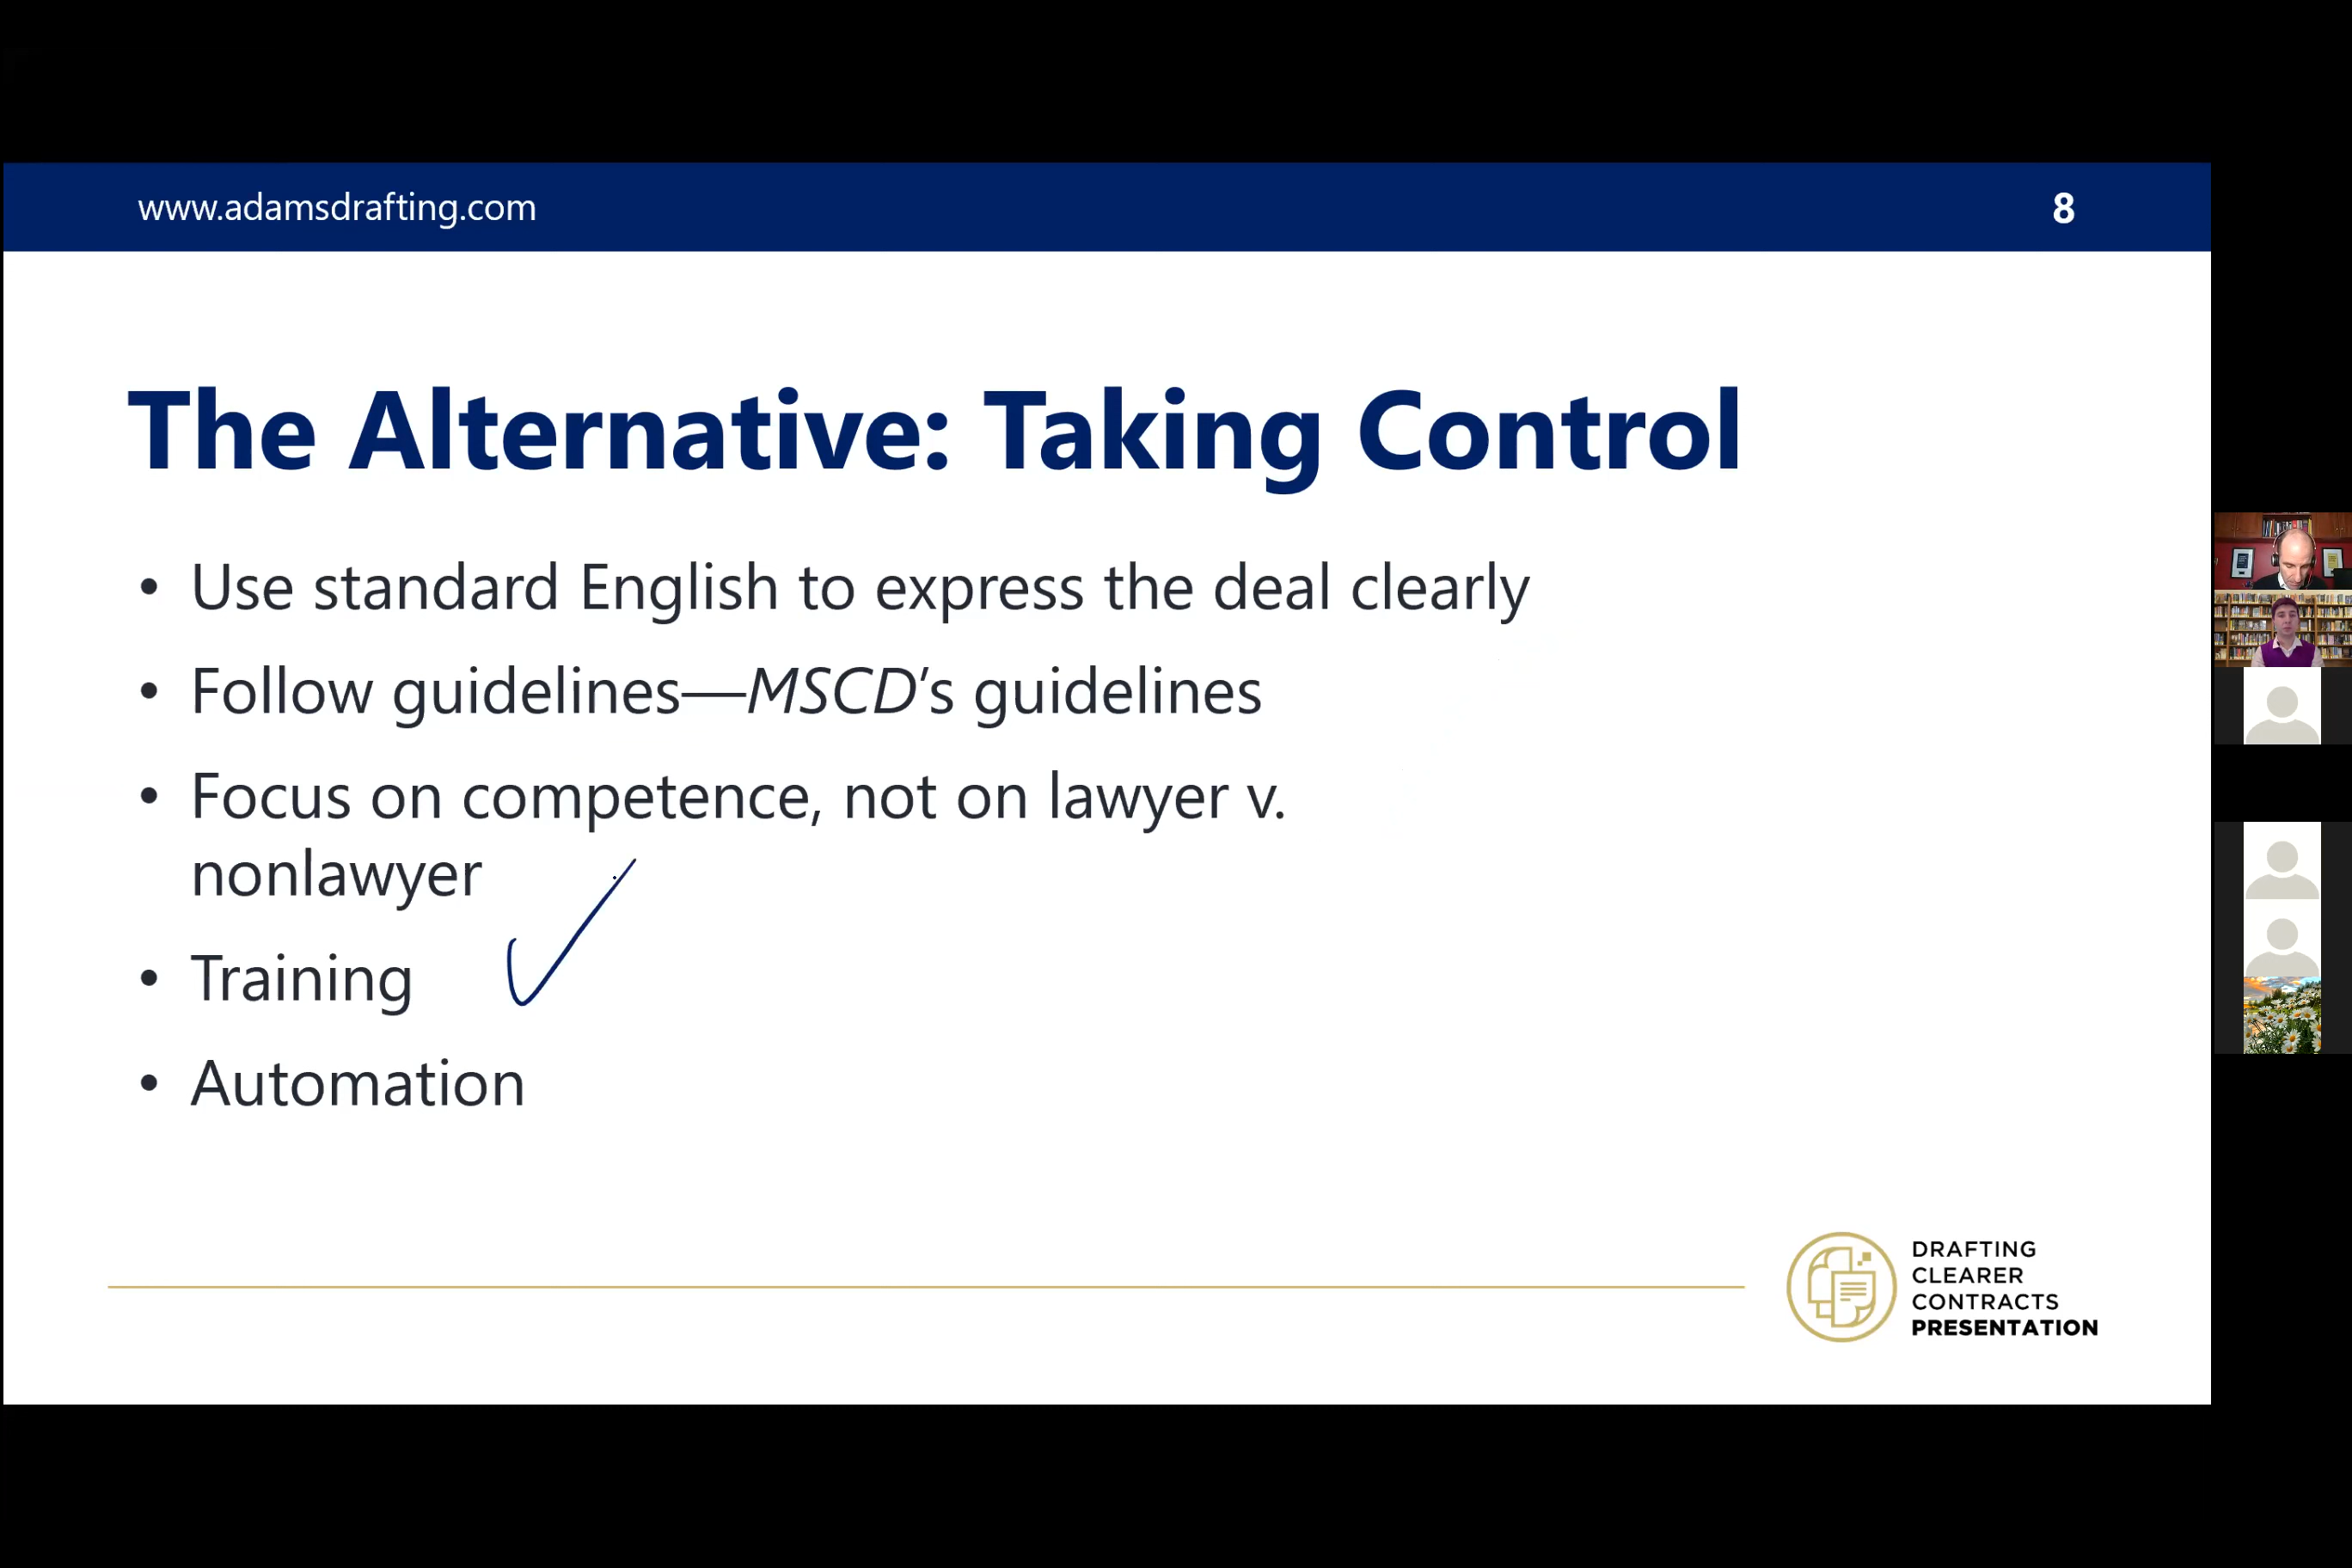 www.adamsdrafting.com
8
The Alternative: Taking Control
• Use standard English to express the deal clearly
• Follow guidelines—MSCD's guidelines
• Focus on competence, not on lawyer v.
nonlawyer
• Training
• Automation
DRAFTING
CLEARER
CONTRACTS
PRESENTATION